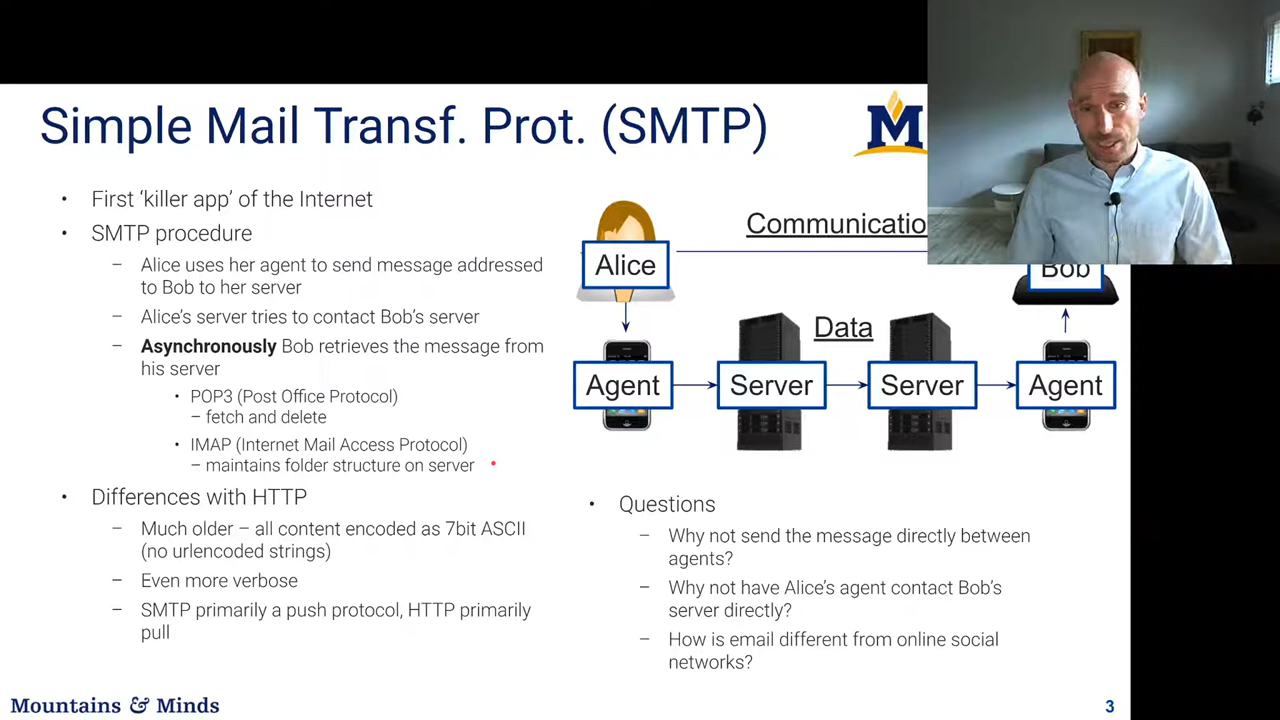 Simple Mail Transf. Prot. (SMTP)
M
• First ‘killer app’ of the Internet
• SMTP procedure
– Alice uses her agent to send message addressed
to Bob to her server
– Alice’s server tries to contact Bob’s server
– Asynchronously Bob retrieves the message from
his server
• POP3 (Post Office Protocol)
– fetch and delete
• IMAP (Internet Mail Access Protocol)
– maintains folder structure on server
• Differences with HTTP
– Much older – all content encoded as 7bit ASCII
(no urlencoded strings)
– Even more verbose
– SMTP primarily a push protocol, HTTP primarily
pull
Communicatio
Alice
Bob
Data
Agent
Server
Server
Agent
• Questions
– Why not send the message directly between
agents?
– Why not have Alice’s agent contact Bob’s
server directly?
– How is email different from online social
networks?
Mountains & Minds
3